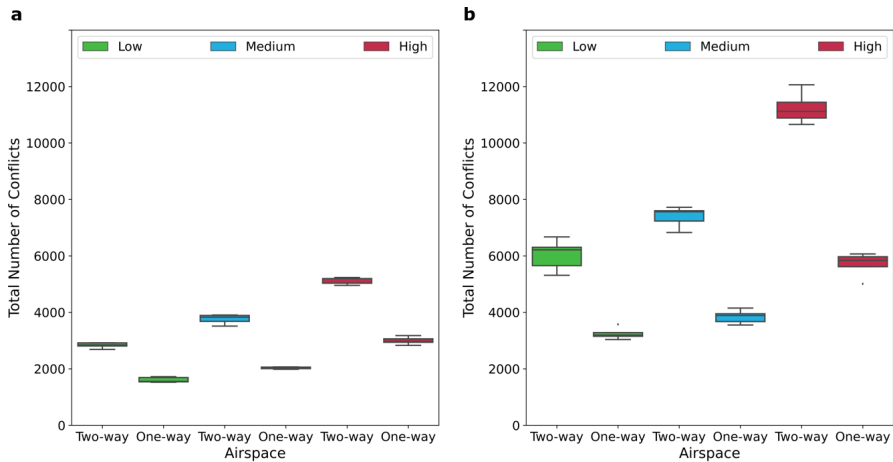 a
Low Medium High
Total Number of Conflicts
12000
10000
8000
6000
4000
2000
0
Two-way One-way Two-way One-way Two-way One-way
Airspace
b
Low Medium High
Total Number of Conflicts
12000
10000
8000
6000
4000
2000
0
Two-way One-way Two-way One-way Two-way One-way
Airspace